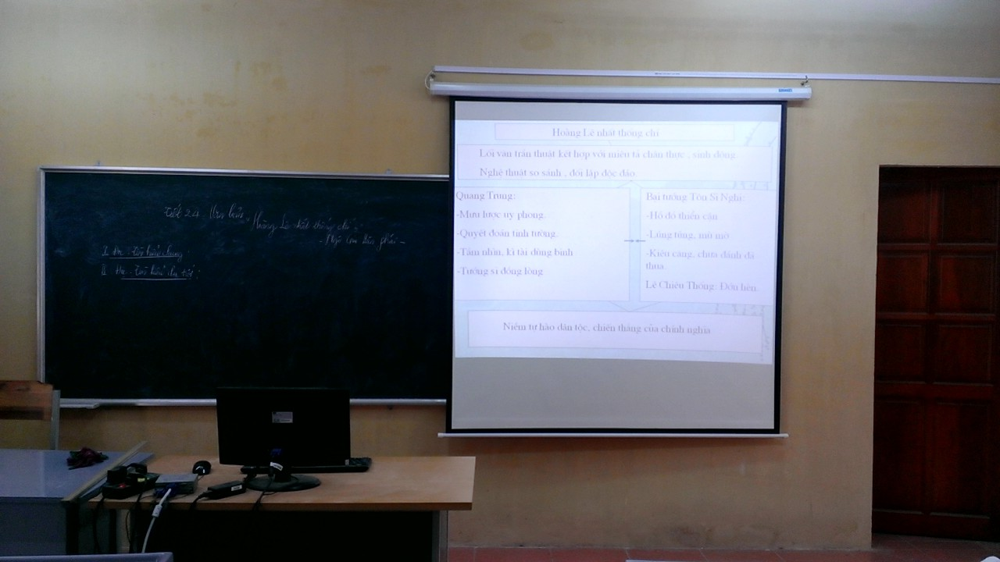 Tiết 24. Văn bản: Hoàng Lê nhất thống chí
- Ngô gia văn phái -
I. Hd. Tìm hiểu chung
II. Hd. Tìm hiểu chi tiết:
Hoàng Lê nhất thống chí
Lối văn trần thuật kết hợp với miêu tả chân thực , sinh động.
Nghệ thuật so sánh , đối lập độc đáo.
Quang Trung:
-Mưu lược uy phong.
-Quyết đoán tinh tường.
-Tầm nhìn, kì tài dùng binh
-Tướng sĩ đồng lòng
Bại tướng Tôn Sĩ Nghị:
-Hồ đồ thiển cận
-Lúng túng, mù mờ
-Kiêu căng, chưa đánh đã
thua.
Lê Chiêu Thống: Đớn hèn.
Niềm tự hào dân tộc, chiến thắng của chính nghĩa